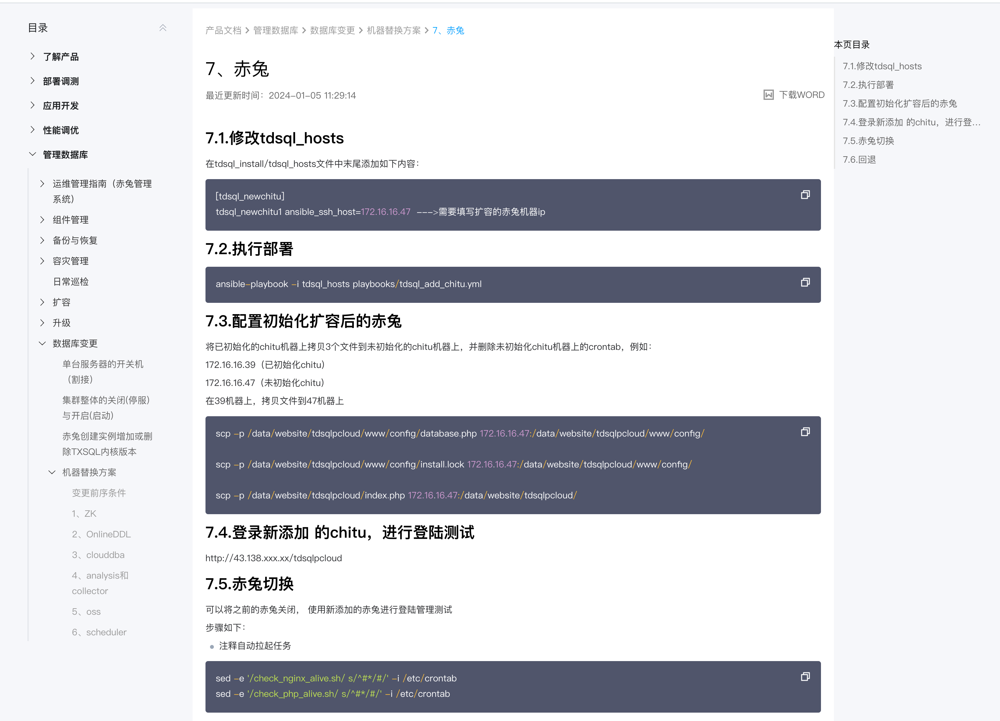 目录
了解产品
部署调测
应用开发
性能调优
管理数据库
运维管理指南（赤兔管理
系统）
组件管理
备份与恢复
容灾管理
日常巡检
扩容
升级
数据库变更
单台服务器的开关机
（割接）
集群整体的关闭(停服)
与开启(启动)
赤兔创建实例增加或删
除TXSQL内核版本
机器替换方案
变更前序条件
1、ZK
2、OnlineDDL
3、clouddba
4、analysis和
collector
5、oss
6、scheduler
产品文档 > 管理数据库 > 数据库变更 > 机器替换方案 > 7、赤兔
7、赤兔
最近更新时间：2024-01-05 11:29:14
下载WORD
7.1.修改tdsql_hosts
在tdsql_install/tdsql_hosts文件中末尾添加如下内容：
[tdsql_newchitu]
tdsql_newchitu1 ansible_ssh_host=172.16.16.47 --->需要填写扩容的赤兔机器ip
7.2.执行部署
ansible-playbook -i tdsql_hosts playbooks/tdsql_add_chitu.yml
7.3.配置初始化扩容后的赤兔
将已初始化的chitu机器上拷贝3个文件到未初始化的chitu机器上，并删除未初始化chitu机器上的crontab，例如：
172.16.16.39（已初始化chitu）
172.16.16.47（未初始化chitu）
在39机器上，拷贝文件到47机器上
scp -p /data/website/tdsqlpcloud/www/config/database.php 172.16.16.47:/data/website/tdsqlpcloud/www/config/
scp -p /data/website/tdsqlpcloud/www/config/install.lock 172.16.16.47:/data/website/tdsqlpcloud/www/config/
scp -p /data/website/tdsqlpcloud/index.php 172.16.16.47:/data/website/tdsqlpcloud/
7.4.登录新添加 的chitu，进行登陆测试
http://43.138.xxx.xx/tdsqlpcloud
7.5.赤兔切换
可以将之前的赤兔关闭， 使用新添加的赤兔进行登陆管理测试
步骤如下：
注释自动拉起任务
sed -e '/check_nginx_alive.sh/ s/^#*/#/' -i /etc/crontab
sed -e '/check_php_alive.sh/ s/^#*/#/' -i /etc/crontab
本页目录
7.1.修改tdsql_hosts
7.2.执行部署
7.3.配置初始化扩容后的赤兔
7.4.登录新添加 的chitu，进行登...
7.5.赤兔切换
7.6.回退